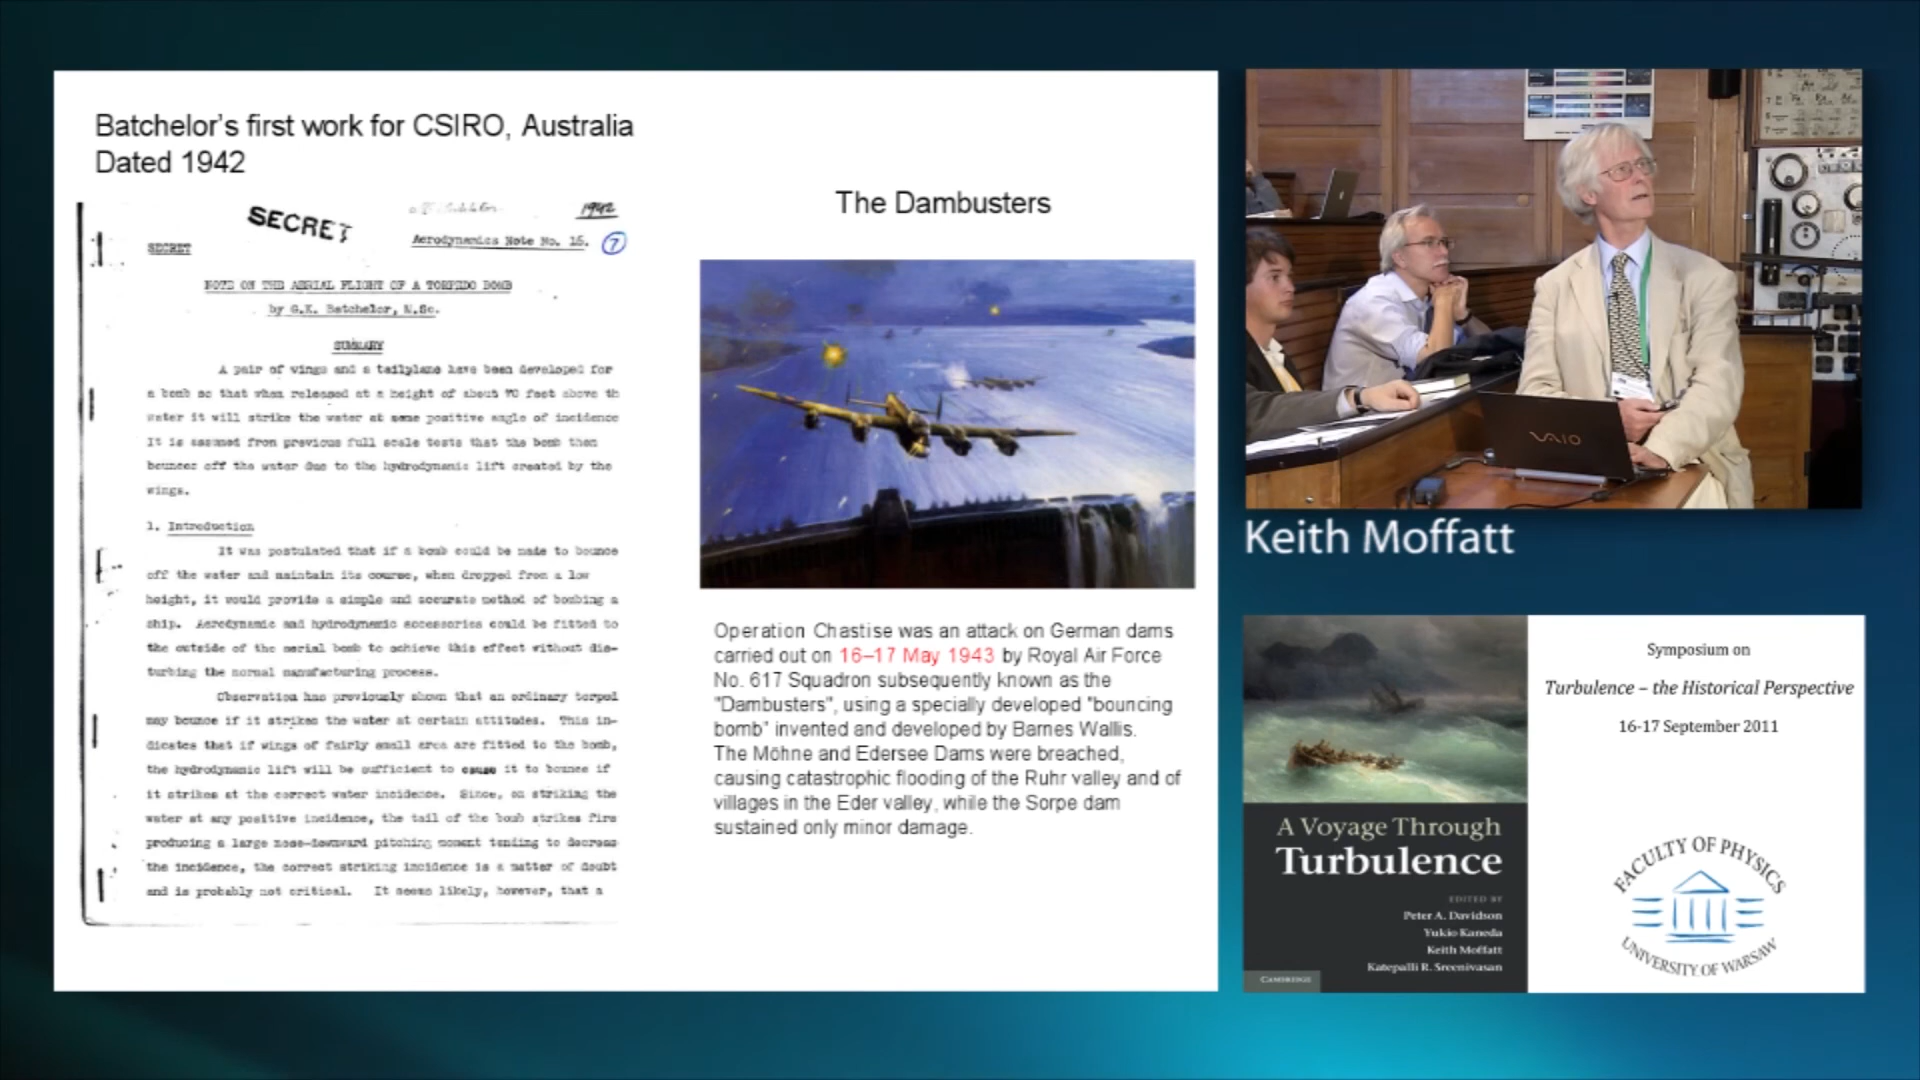 Batchelor's first work for CSIRO, Australia
Dated 1942
SECRET
1942
Aerodynamics Note No. 16.
7
SECRET
NOTE ON THE AERIAL FLIGHT OF A TORPEDO BOMB
by G.K. Batchelor, M.Sc.
SUMMARY
A pair of wings and a tailplane have been developed for
a bomb so that when released at a height of about 70 feet above th
water it will strike the water at some positive angle of incidence
It is assumed from previous full scale tests that the bomb then
bounces off the water due to the hydrodynamic lift created by the
wings.
1. Introduction
It was postulated that if a bomb could be made to bounce
off the water and maintain its course, when dropped from a low
height, it would provide a simple and accurate method of bombing a
ship. Aerodynamic and hydrodynamic accessories could be fitted to
the outside of the aerial bomb to achieve this effect without dis-
turbing the normal manufacturing process.
Observation has previously shown that an ordinary torped
may bounce if it strikes the water at certain attitudes. This in-
dicates that if wings of fairly small area are fitted to the bomb,
the hydrodynamic lift will be sufficient to cause it to bounce if
it strikes at the correct water incidence. Since, on striking the
water at any positive incidence, the tail of the bomb strikes firs
producing a large nose-downward pitching moment tending to decreas
the incidence, the correct striking incidence is a matter of doubt
and is probably not critical. It seems likely, however, that a
The Dambusters
Operation Chastise was an attack on German dams
carried out on 16–17 May 1943 by Royal Air Force
No. 617 Squadron subsequently known as the
"Dambusters", using a specially developed "bouncing
bomb" invented and developed by Barnes Wallis.
The Möhne and Edersee Dams were breached,
causing catastrophic flooding of the Ruhr valley and of
villages in the Eder valley, while the Sorpe dam
sustained only minor damage.
VAIO
Keith Moffatt
A Voyage Through
Turbulence
EDITED BY
Peter A. Davidson
Yukio Kaneda
Keith Moffatt
Katepalli R. Sreenivasan
CAMBRIDGE
Symposium on
Turbulence – the Historical Perspective
16-17 September 2011
FACULTY OF PHYSICS
UNIVERSITY OF WARSAW